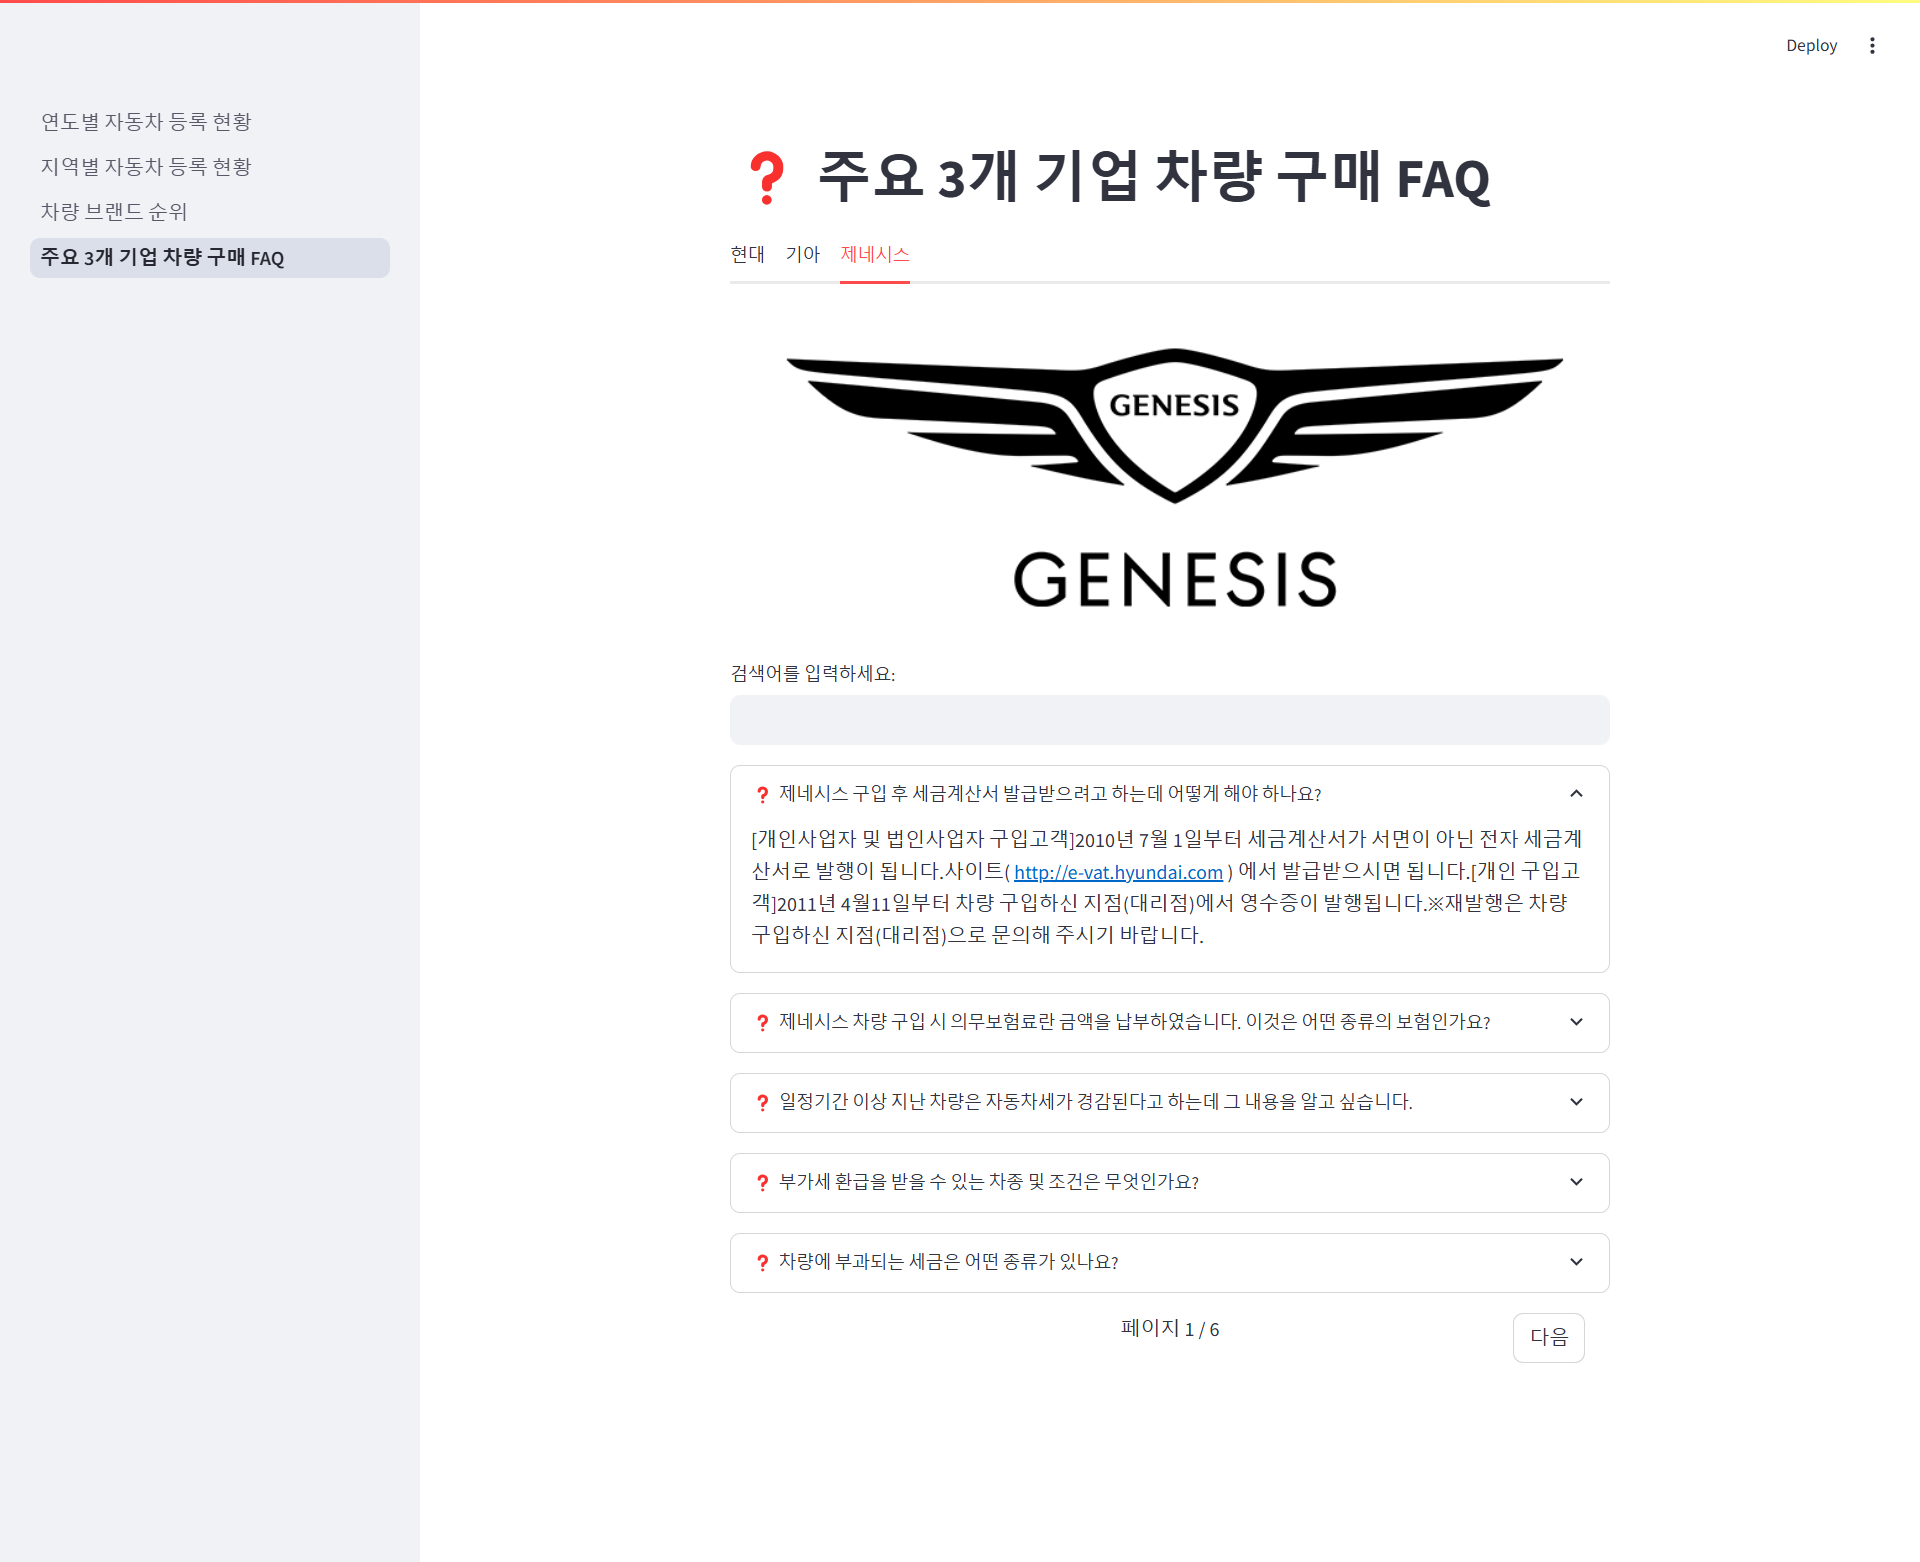 Deploy
연도별 자동차 등록 현황
지역별 자동차 등록 현황
차량 브랜드 순위
주요 3개 기업 차량 구매 FAQ
❓ 주요 3개 기업 차량 구매 FAQ
현대 기아 제네시스
GENESIS
GENESIS
검색어를 입력하세요:
❓ 제네시스 구입 후 세금계산서 발급받으려고 하는데 어떻게 해야 하나요?
[개인사업자 및 법인사업자 구입고객]2010년 7월 1일부터 세금계산서가 서면이 아닌 전자 세금계
산서로 발행이 됩니다.사이트( http://e-vat.hyundai.com ) 에서 발급받으시면 됩니다.[개인 구입고
객]2011년 4월11일부터 차량 구입하신 지점(대리점)에서 영수증이 발행됩니다.※재발행은 차량
구입하신 지점(대리점)으로 문의해 주시기 바랍니다.
❓ 제네시스 차량 구입 시 의무보험료란 금액을 납부하였습니다. 이것은 어떤 종류의 보험인가요?
❓ 일정기간 이상 지난 차량은 자동차세가 경감된다고 하는데 그 내용을 알고 싶습니다.
❓ 부가세 환급을 받을 수 있는 차종 및 조건은 무엇인가요?
❓ 차량에 부과되는 세금은 어떤 종류가 있나요?
페이지 1 / 6
다음